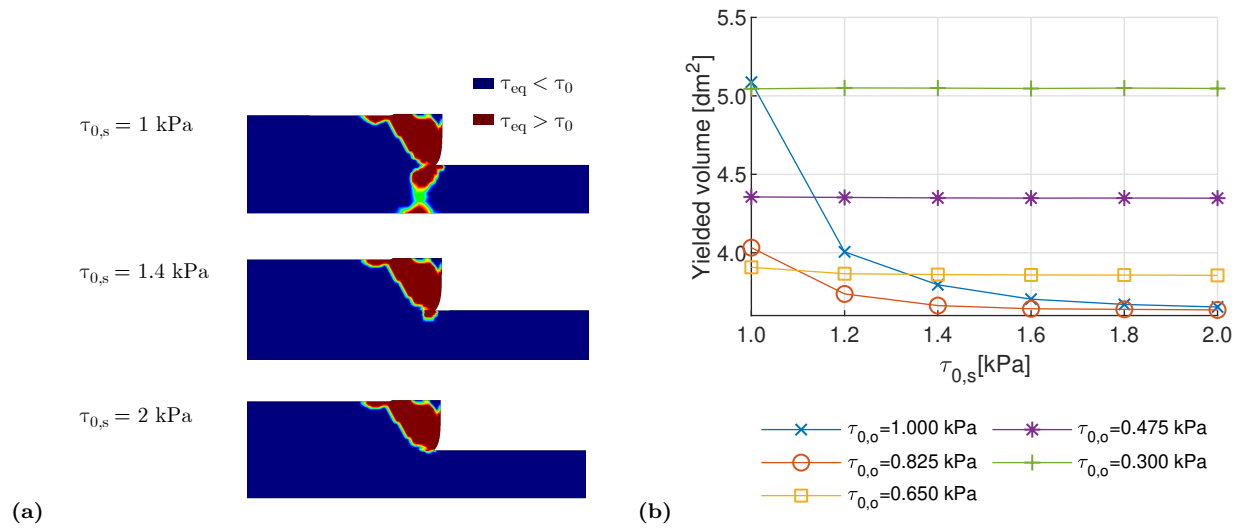 τeq < τ0
τeq > τ0
τ0,s = 1 kPa
τ0,s = 1.4 kPa
τ0,s = 2 kPa
(a)
Yielded volume [dm²]
5.5
5.0
4.5
4.0
1.0 1.2 1.4 1.6 1.8 2.0
τ0,s[kPa]
τ0,o=1.000 kPa τ0,o=0.475 kPa
τ0,o=0.825 kPa τ0,o=0.300 kPa
τ0,o=0.650 kPa
(b)